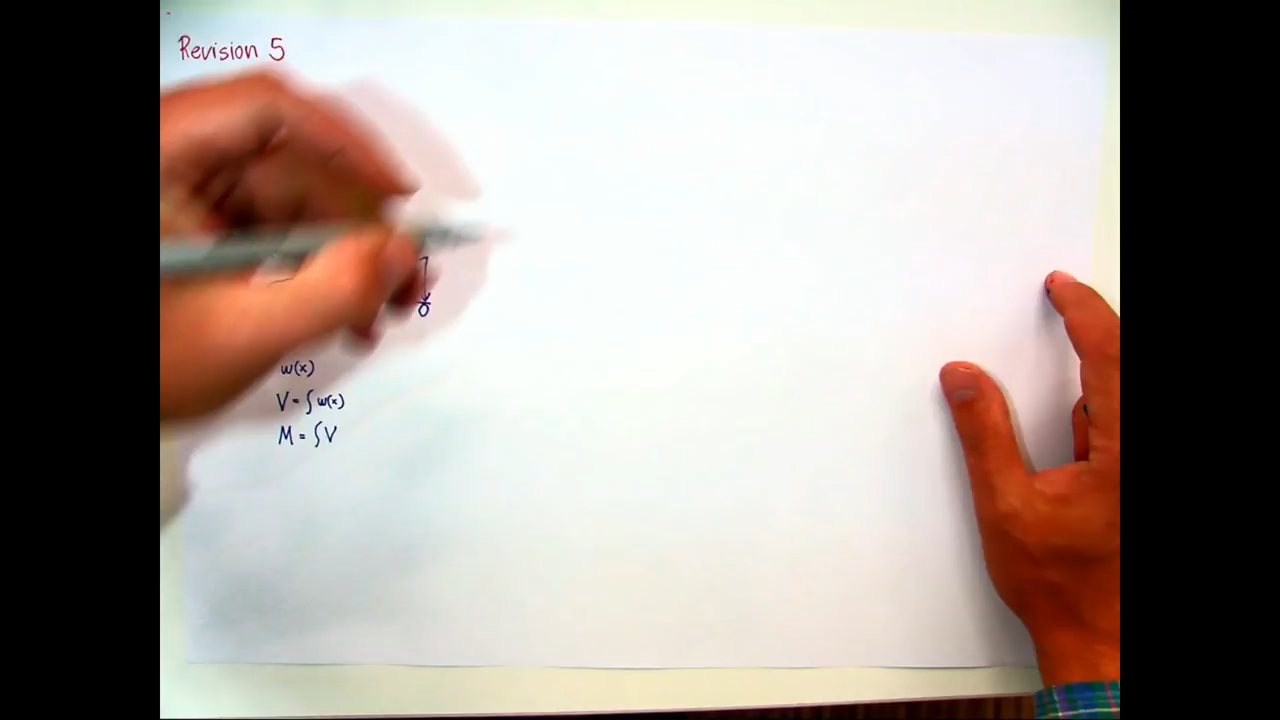 Revision 5
w(x)
V = ∫ w(x)
M = ∫ V